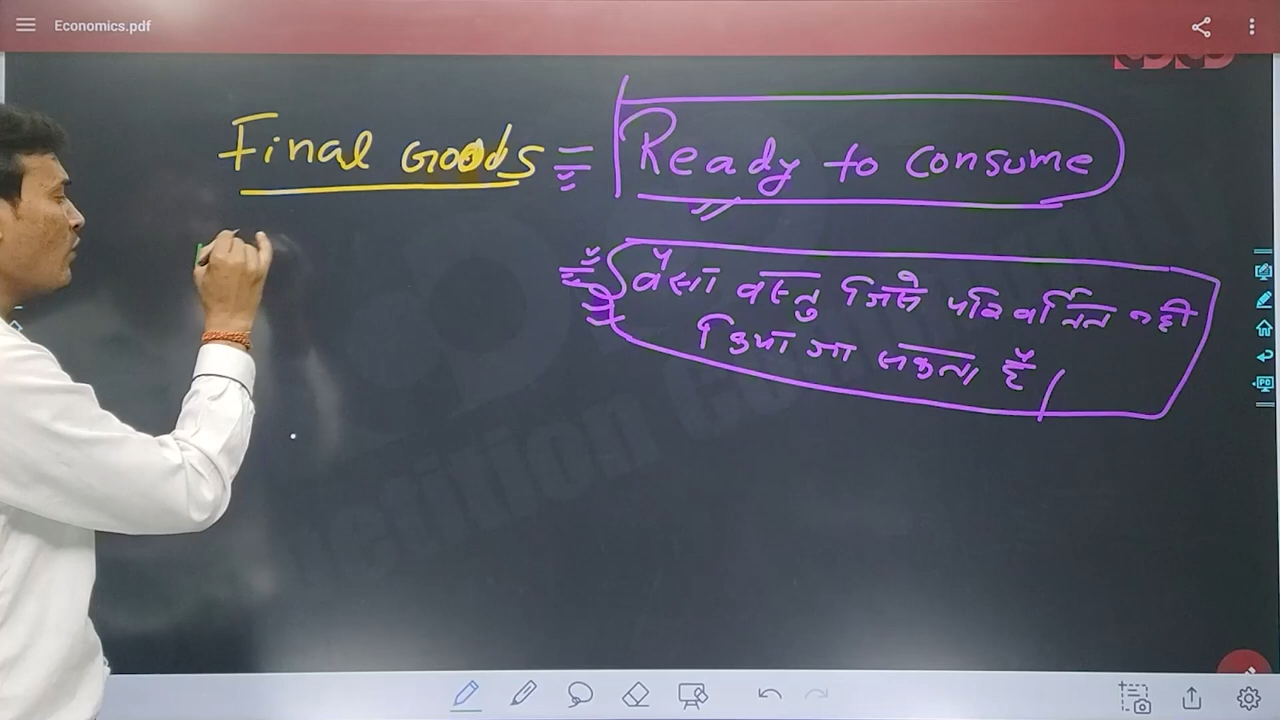 Economics.pdf
Final Goods = Ready to consume
वैसा वस्तु जिसे परिवर्तित नही
किया जा सकता है।